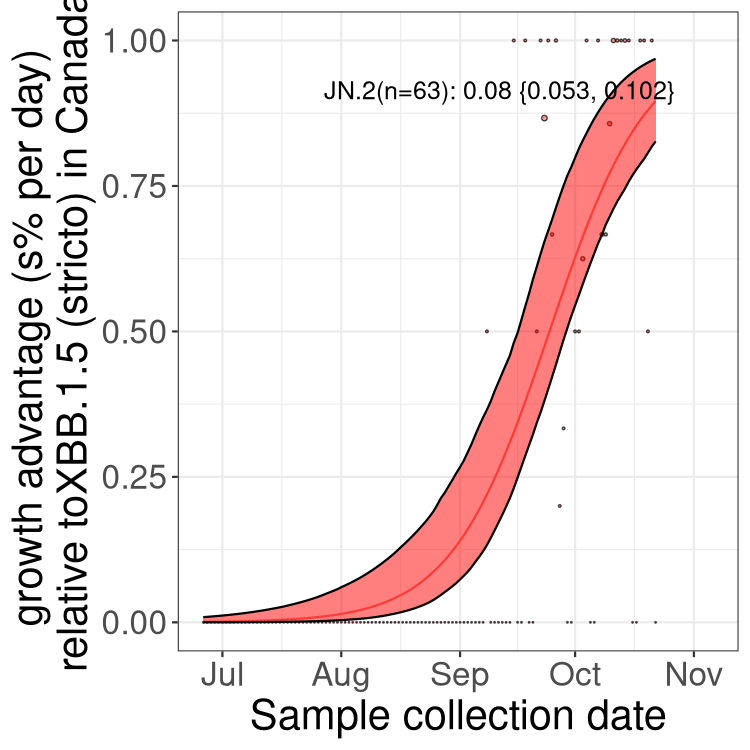 growth advantage (s% per day)
relative toXBB.1.5 (stricto) in Canada
1.00
JN.2(n=63): 0.08 {0.053, 0.102}
0.75
0.50
0.25
0.00
Jul Aug Sep Oct Nov
Sample collection date